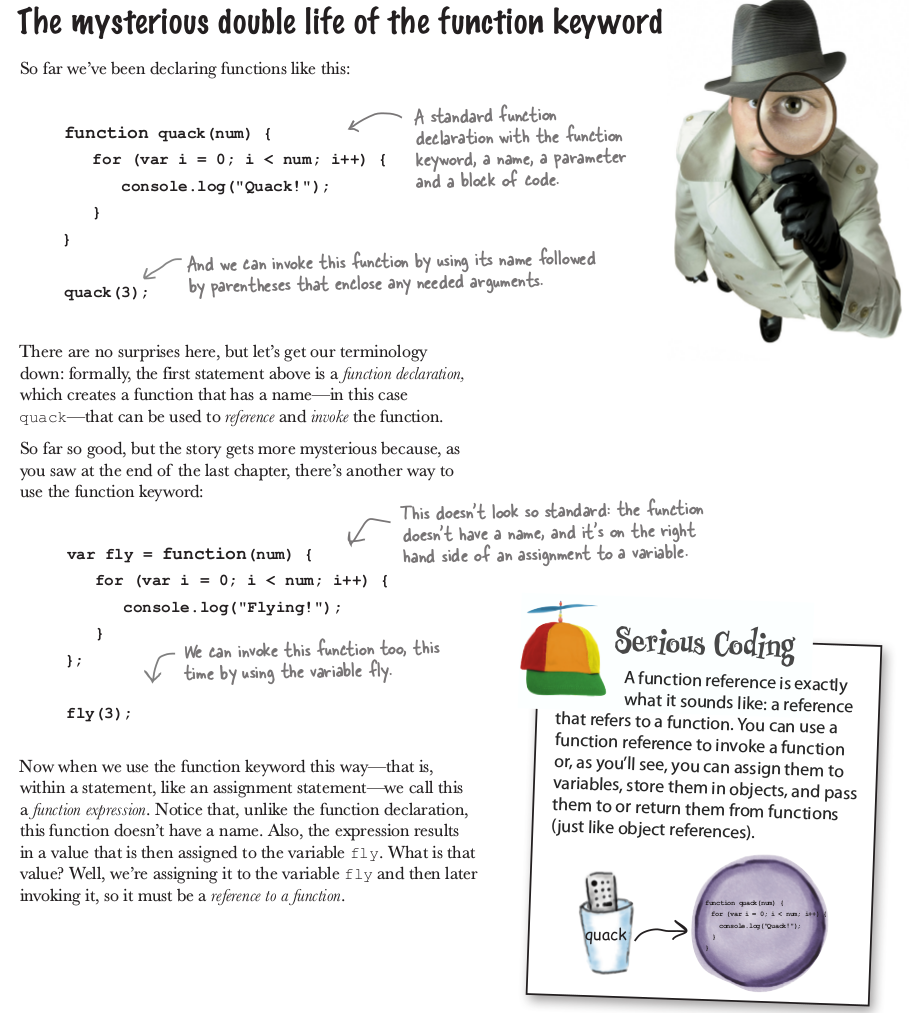 The mysterious double life of the function keyword
So far we've been declaring functions like this:
function quack(num) {
for (var i = 0; i < num; i++) {
console.log("Quack!");
}
}
A standard function
declaration with the function
keyword, a name, a parameter
and a block of code.
And we can invoke this function by using its name followed
by parentheses that enclose any needed arguments.
quack(3);
There are no surprises here, but let's get our terminology
down: formally, the first statement above is a function declaration,
which creates a function that has a name—in this case
quack—that can be used to reference and invoke the function.
So far so good, but the story gets more mysterious because, as
you saw at the end of the last chapter, there's another way to
use the function keyword:
This doesn't look so standard: the function
doesn't have a name, and it's on the right
hand side of an assignment to a variable.
var fly = function(num) {
for (var i = 0; i < num; i++) {
console.log("Flying!");
}
};
We can invoke this function too, this
time by using the variable fly.
fly(3);
Now when we use the function keyword this way—that is,
within a statement, like an assignment statement—we call this
a function expression. Notice that, unlike the function declaration,
this function doesn't have a name. Also, the expression results
in a value that is then assigned to the variable fly. What is that
value? Well, we're assigning it to the variable fly and then later
invoking it, so it must be a reference to a function.
Serious Coding
A function reference is exactly
what it sounds like: a reference
that refers to a function. You can use a
function reference to invoke a function
or, as you'll see, you can assign them to
variables, store them in objects, and pass
them to or return them from functions
(just like object references).
quack
function quack(num) {
for (var i = 0; i < num; i++) {
console.log("Quack!");
}
}